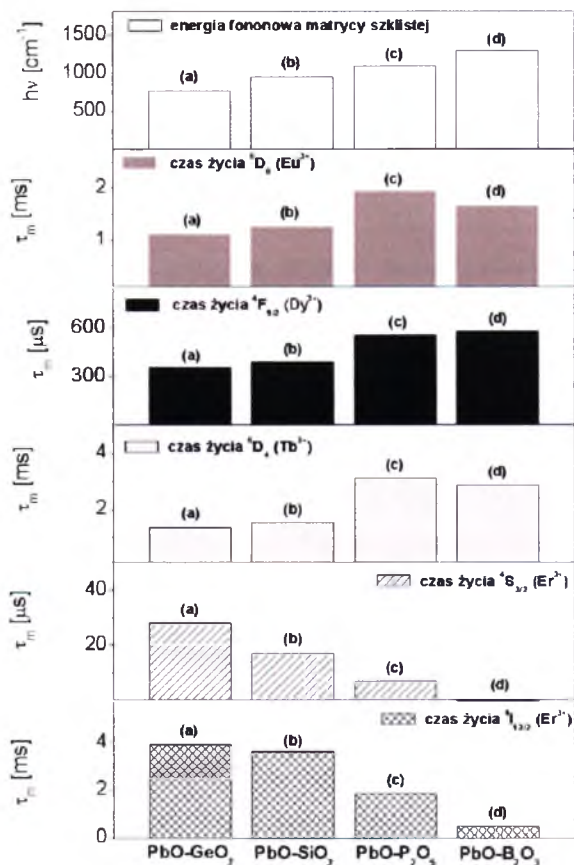 1500
1000
500
hν [cm⁻¹]
energia fononowa matrycy szklistej
(a)
(b)
(c)
(d)
2
1
τₘ [ms]
czas życia (Eu³⁺)
(a)
(b)
(c)
(d)
600
300
τₘ [μs]
czas życia ⁴F₉/₂ (Dy³⁺)
(a)
(b)
(c)
(d)
4
2
τₘ [ms]
czas życia ⁵D₄ (Tb³⁺)
(a)
(b)
(c)
(d)
40
20
τₘ [μs]
czas życia ⁴S₃/₂ (Er³⁺)
(a)
(b)
(c)
(d)
4
2
0
τₘ [ms]
czas życia ⁴I₁₃/₂ (Er³⁺)
(a)
(b)
(c)
(d)
PbO-GeO₂ PbO-SiO₂ PbO-P₂O₅ PbO-B₂O₃